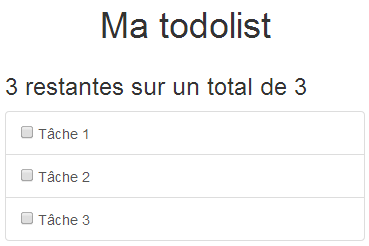 Ma todolist
3 restantes sur un total de 3
Tâche 1
Tâche 2
Tâche 3